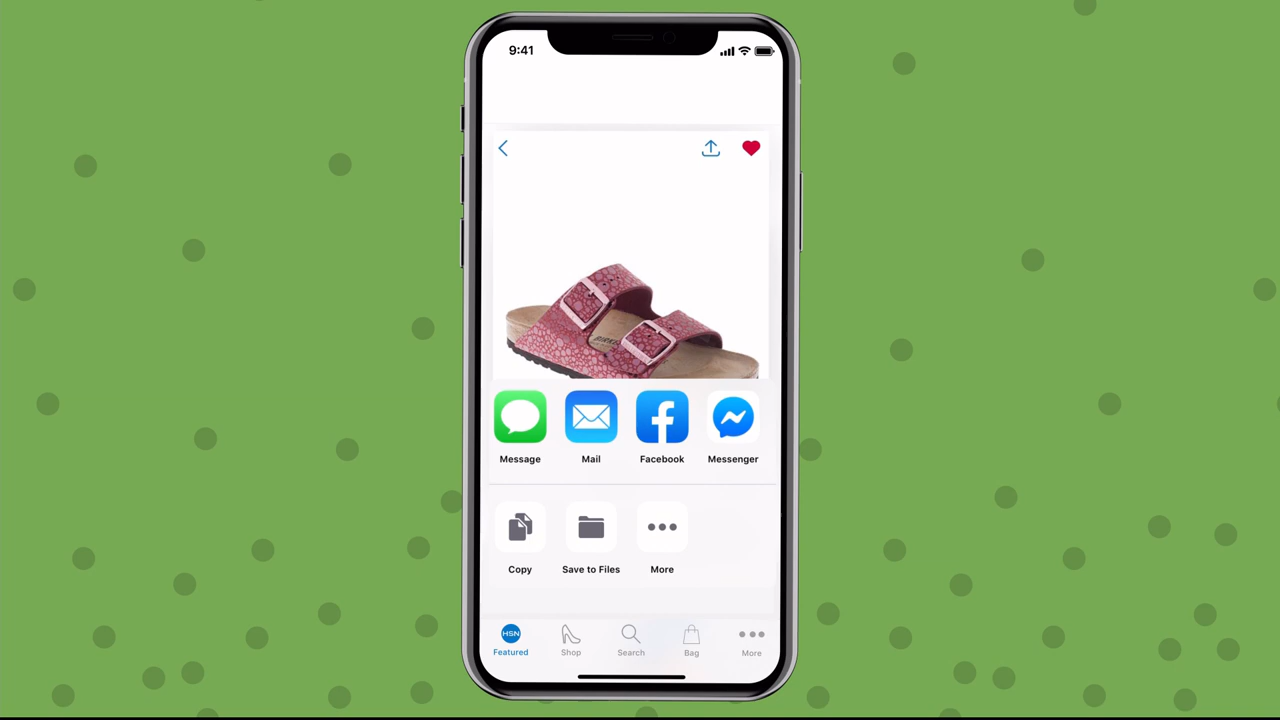 9:41
Message Mail Facebook Messenger
Copy Save to Files More
HSN
Featured Shop Search Bag More